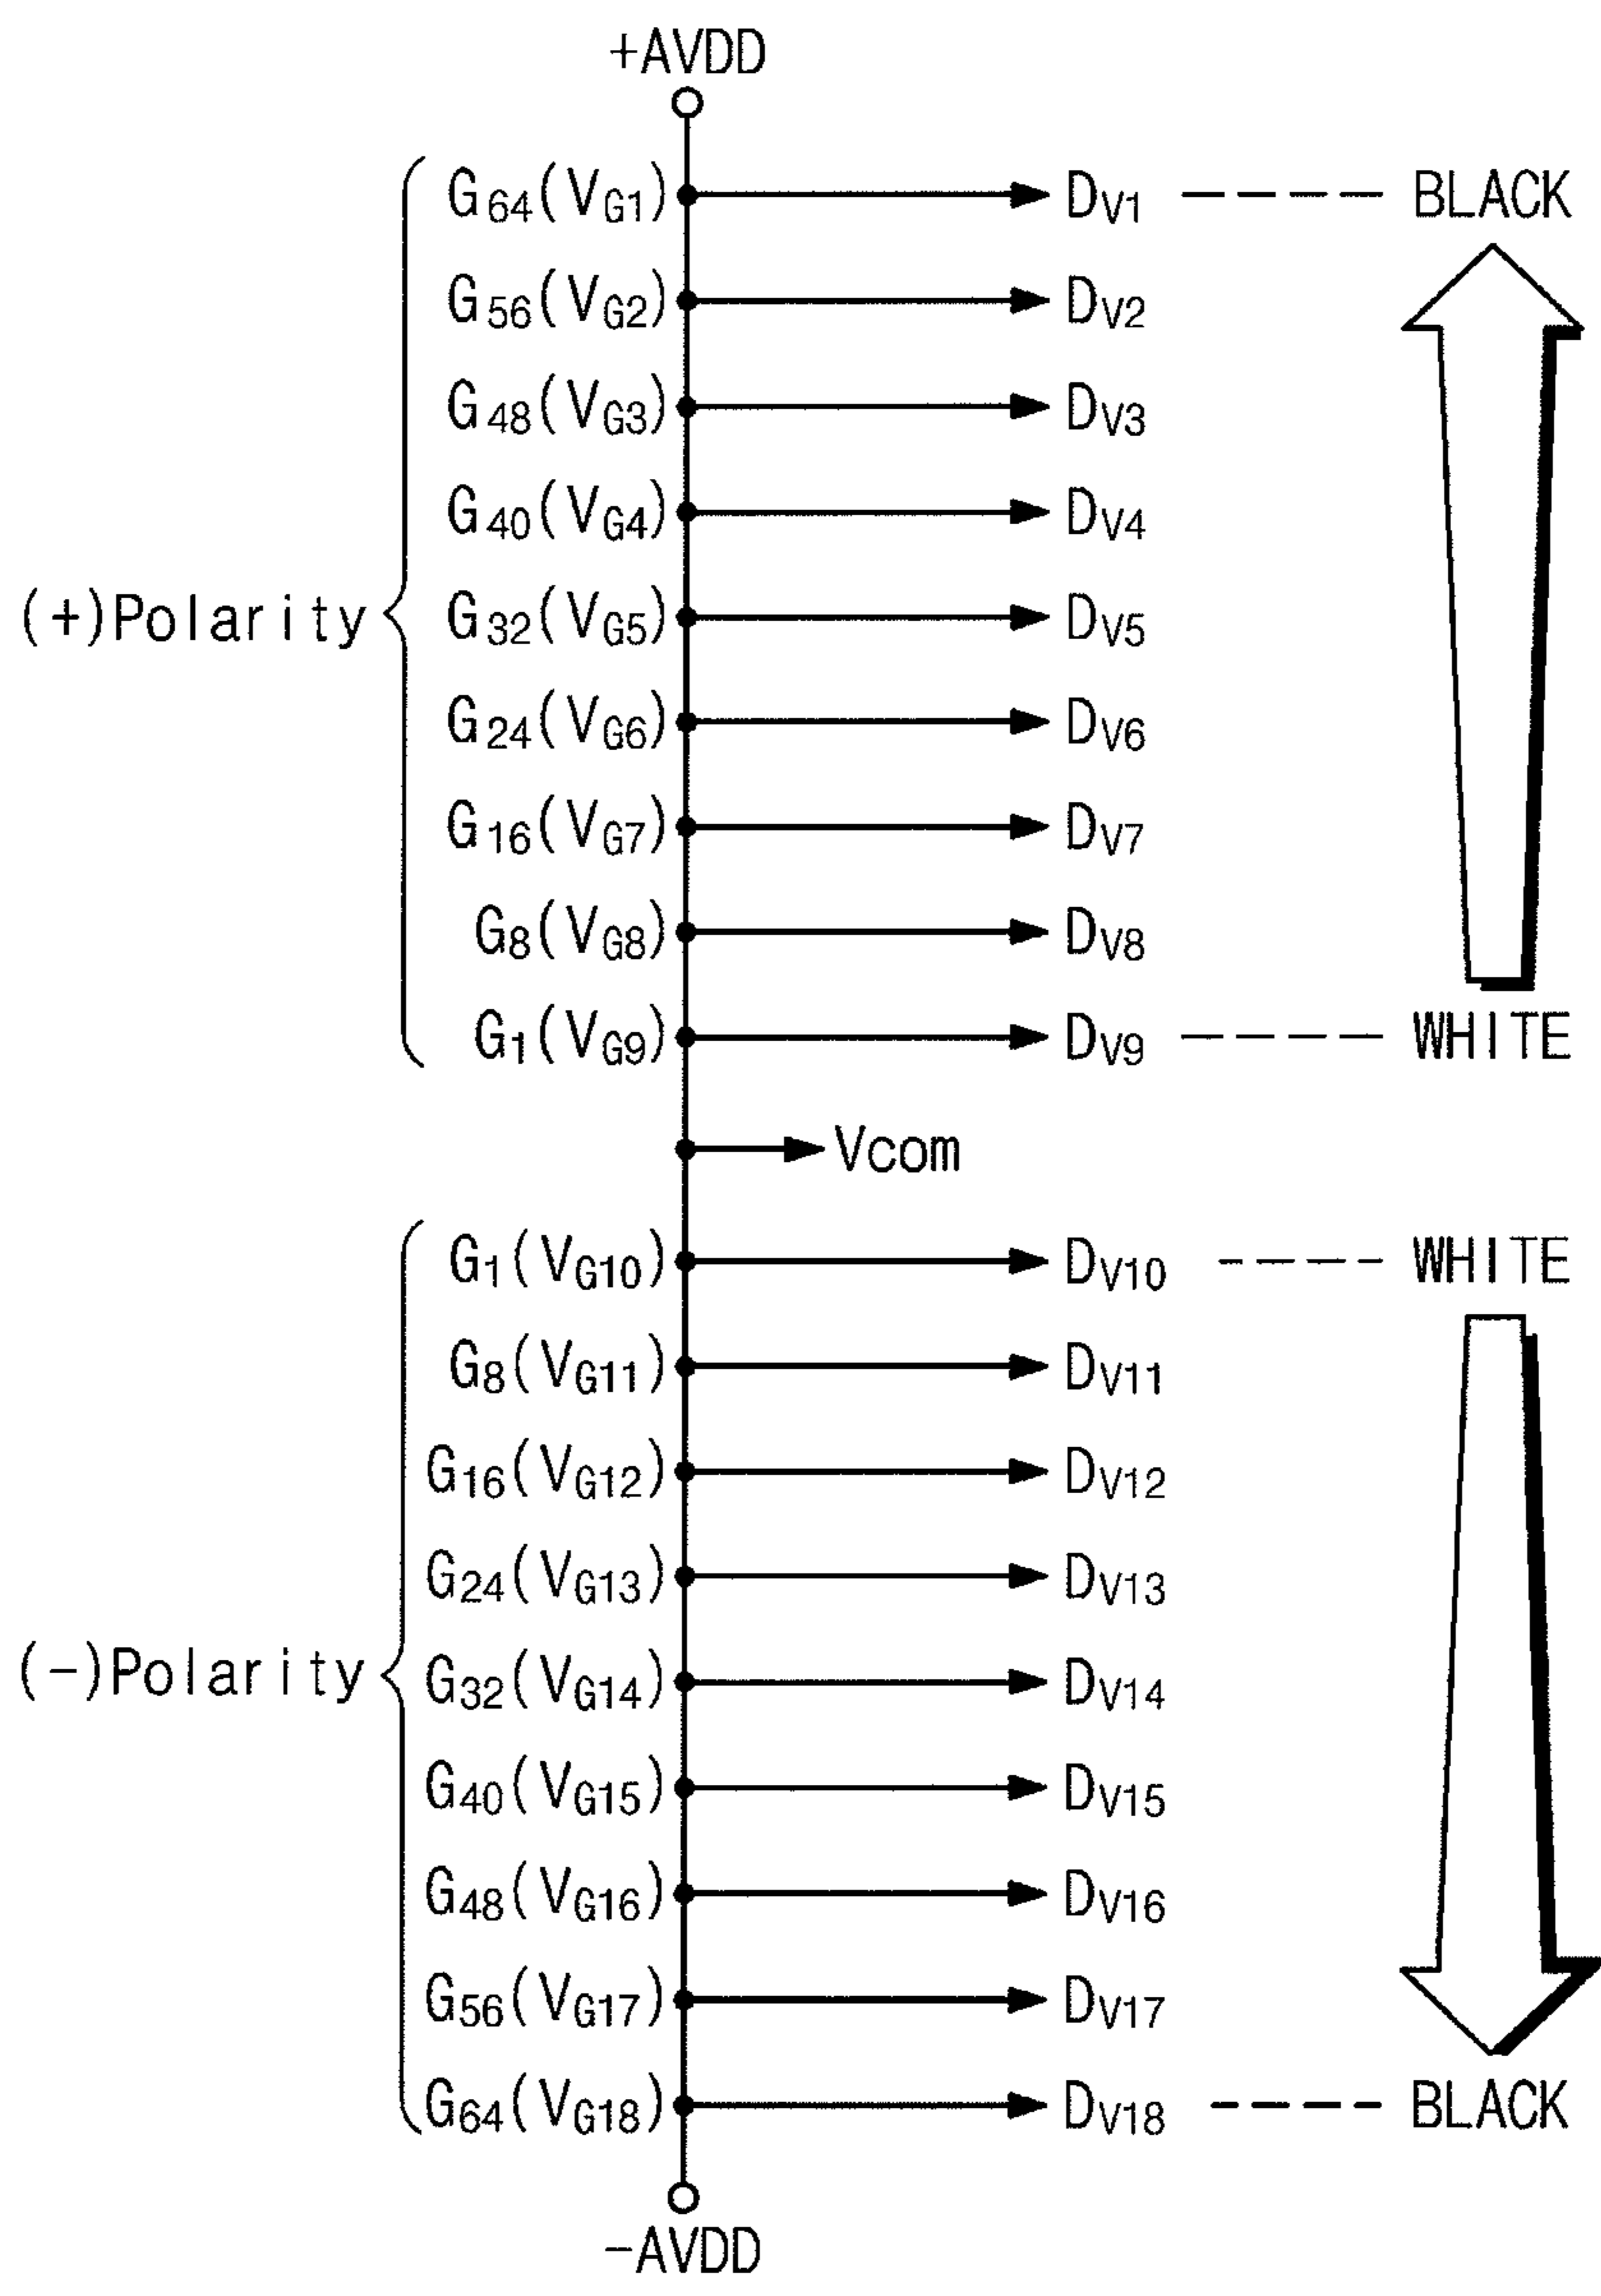 +AVDD
G64(VG1) DV1 BLACK
G56(VG2) DV2
G48(VG3) DV3
G40(VG4) DV4
(+)Polarity G32(VG5) DV5
G24(VG6) DV6
G16(VG7) DV7
G8(VG8) DV8
G1(VG9) DV9 WHITE
Vcom
G1(VG10) DV10 WHITE
G8(VG11) DV11
G16(VG12) DV12
G24(VG13) DV13
(-)Polarity G32(VG14) DV14
G40(VG15) DV15
G48(VG16) DV16
G56(VG17) DV17
G64(VG18) DV18 BLACK
-AVDD